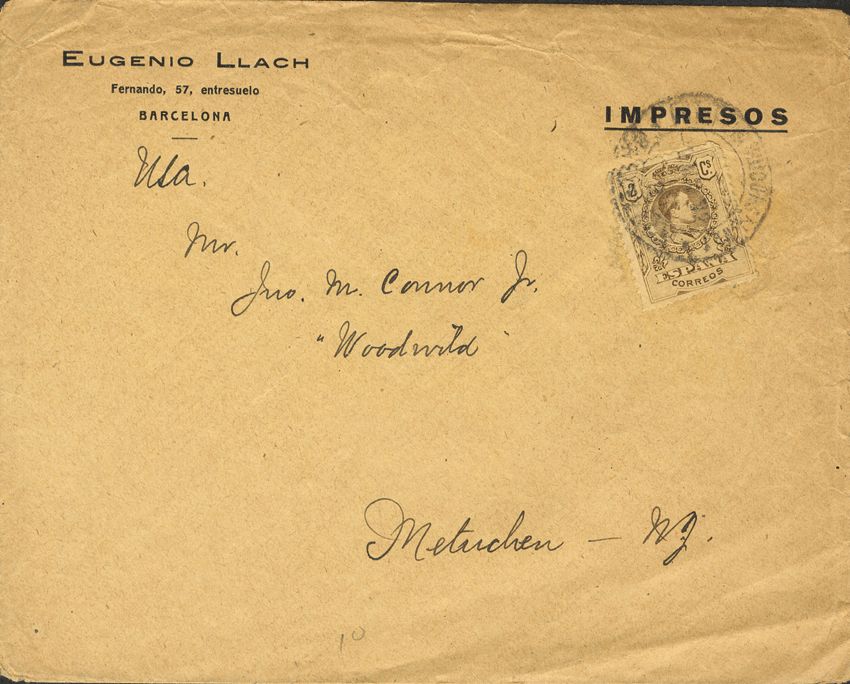 EUGENIO LLACH
Fernando, 57, entresuelo
BARCELONA
IMPRESOS
2 Cs
ESPAÑA
CORREOS
Usa.
Mr.
Jno. M. Connor Jr.
"Woodwild"
Metuchen — NJ.
10